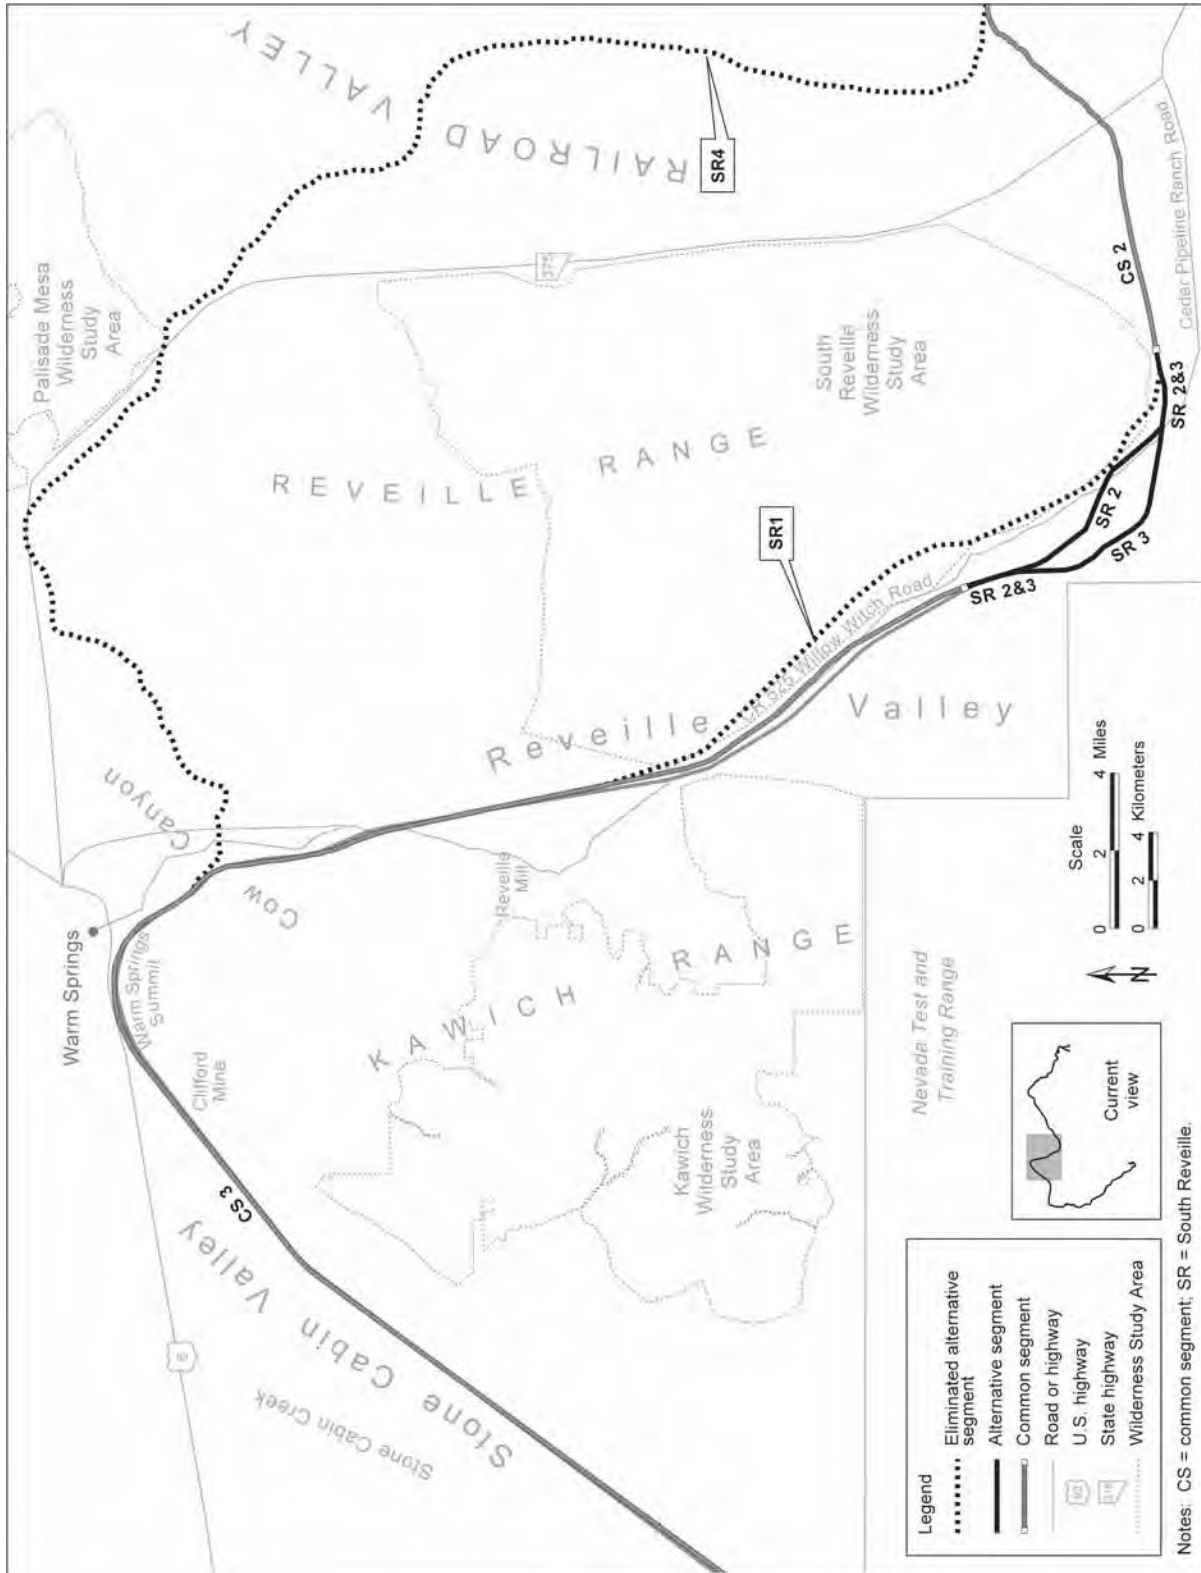 Palisade Mesa
Wilderness
Study
Area
RAILROAD
VALLEY
SR4
375
Warm Springs
Warm Springs
Summit
Cow
Canyon
Clifford
Mine
REVEILLE
RANGE
South
Reveille
Wilderness
Study
Area
6
CS 3
Stone Cabin Valley
Stone Cabin Creek
KAWICH
RANGE
Reveille
Mill
Reveille
Valley
SR1
CR 525 Willow Witch Road
Kawich
Wilderness
Study
Area
SR 2&3
SR 2
SR 3
SR 2&3
CS 2
Cedar Pipeline Ranch Road
Nevada Test and
Training Range
Legend
Eliminated alternative
segment
Alternative segment
Common segment
Road or highway
U.S. highway
State highway
Wilderness Study Area
Current
view
N
Scale
0 2 4 Miles
0 2 4 Kilometers
Notes: CS = common segment; SR = South Reveille.